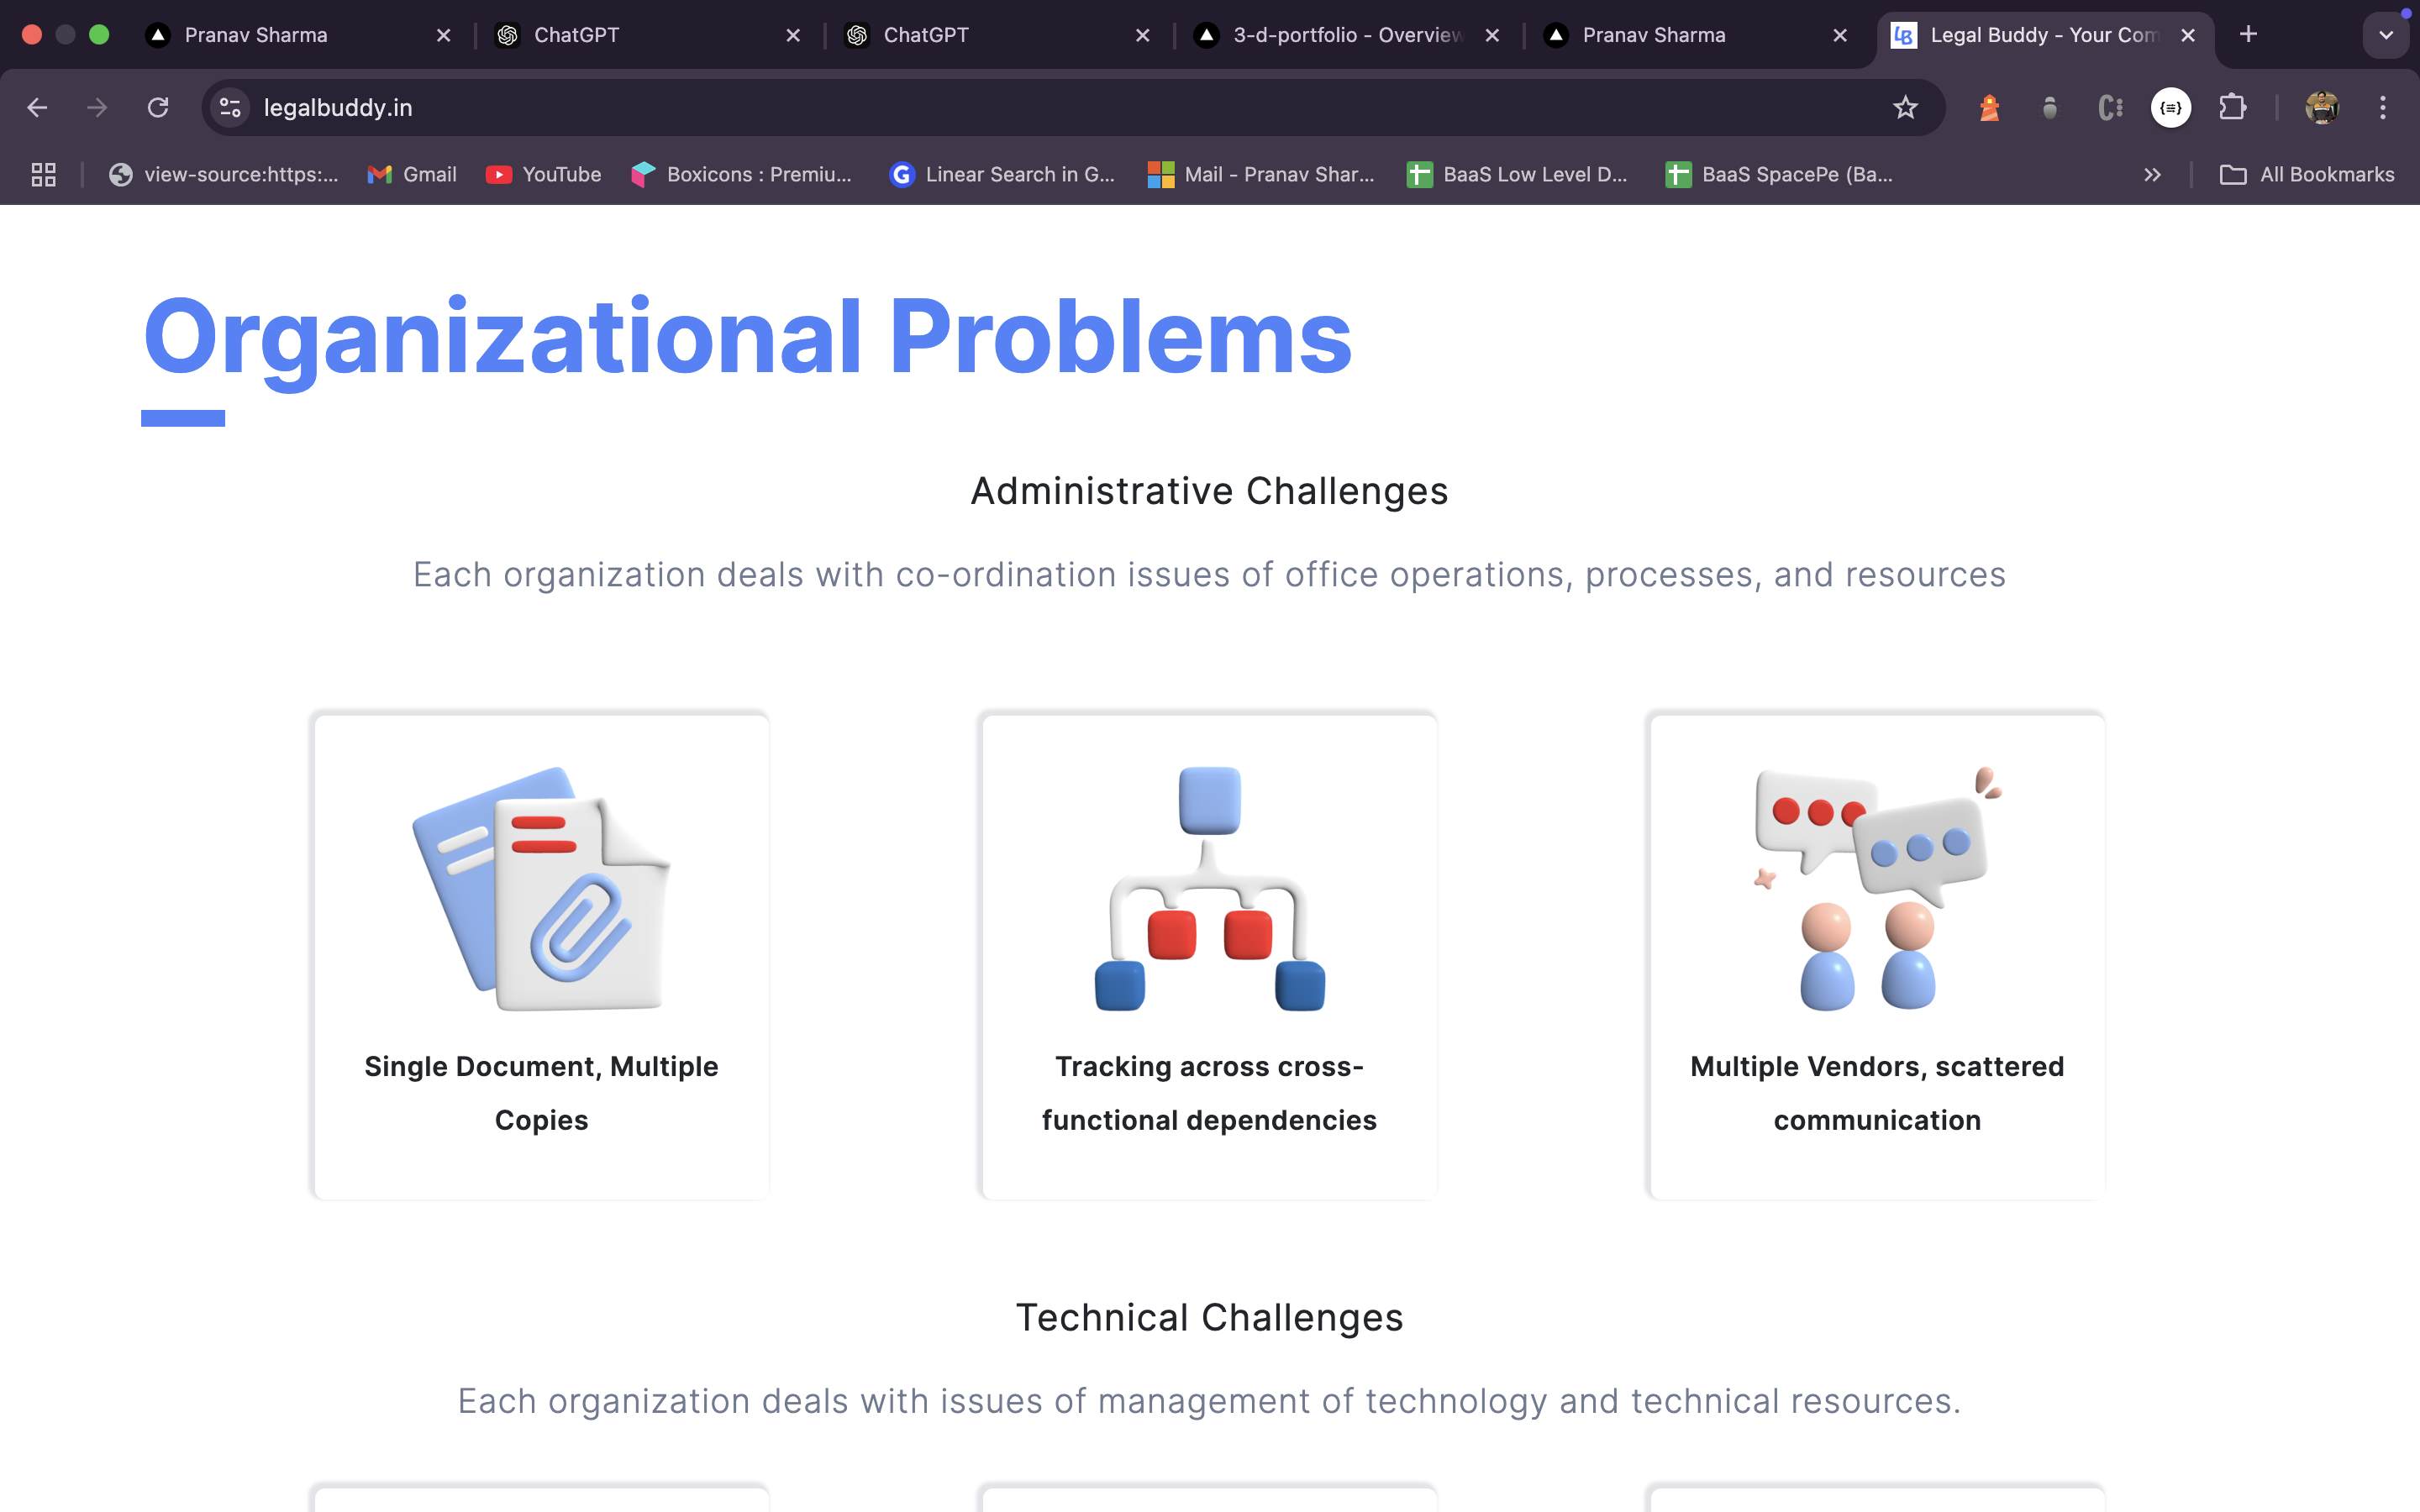 Pranav Sharma
ChatGPT
ChatGPT
3-d-portfolio - Overview
Pranav Sharma
Legal Buddy - Your Com
legalbuddy.in
view-source:https:...
Gmail
YouTube
Boxicons : Premiu...
Linear Search in G...
Mail - Pranav Shar...
BaaS Low Level D...
BaaS SpacePe (Ba...
All Bookmarks
Organizational Problems
Administrative Challenges
Each organization deals with co-ordination issues of office operations, processes, and resources
Single Document, Multiple
Copies
Tracking across cross-
functional dependencies
Multiple Vendors, scattered
communication
Technical Challenges
Each organization deals with issues of management of technology and technical resources.